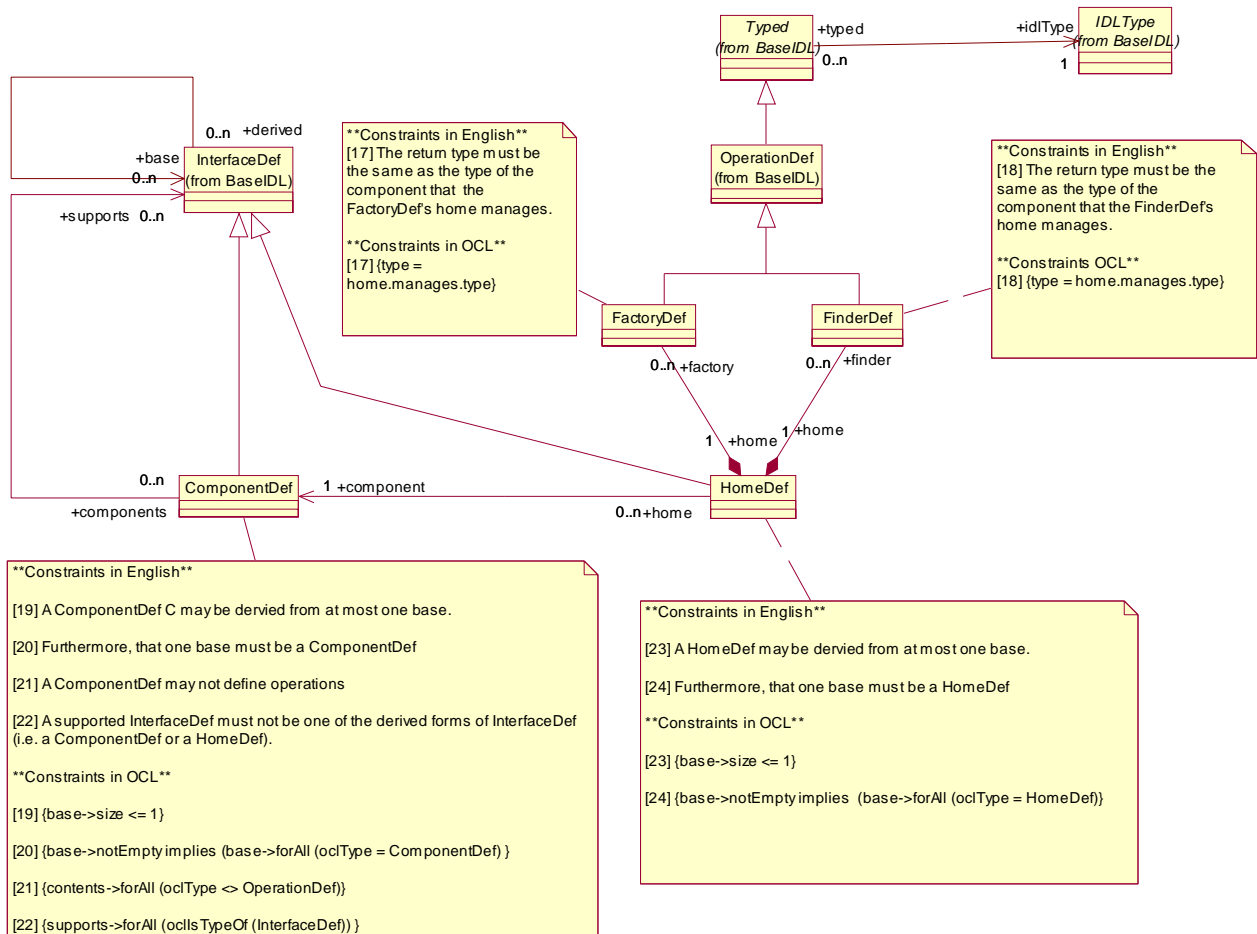 Typed
(from BaseIDL)
+typed
0..n
+idlType
1
IDLType
(from BaseIDL)
0..n +derived
+base
0..n
InterfaceDef
(from BaseIDL)
+supports 0..n
**Constraints in English**
[17] The return type must be
the same as the type of the
component that the
FactoryDef's home manages.
**Constraints in OCL**
[17] {type =
home.manages.type}
OperationDef
(from BaseIDL)
**Constraints in English**
[18] The return type must be the
same as the type of the
component that the FinderDef's
home manages.
**Constraints OCL**
[18] {type = home.manages.type}
FactoryDef
FinderDef
0..n +factory
0..n +finder
1 +home
1 +home
0..n
ComponentDef
+components
1 +component
0..n +home
HomeDef
**Constraints in English**
[19] A ComponentDef C may be dervied from at most one base.
[20] Furthermore, that one base must be a ComponentDef
[21] A ComponentDef may not define operations
[22] A supported InterfaceDef must not be one of the derived forms of InterfaceDef
(i.e. a ComponentDef or a HomeDef).
**Constraints in OCL**
[19] {base->size <= 1}
[20] {base->notEmpty implies (base->forAll (oclType = ComponentDef) }
[21] {contents->forAll (oclType <> OperationDef)}
[22] {supports->forAll (oclIsTypeOf (InterfaceDef)) }
**Constraints in English**
[23] A HomeDef may be dervied from at most one base.
[24] Furthermore, that one base must be a HomeDef
**Constraints in OCL**
[23] {base->size <= 1}
[24] {base->notEmpty implies (base->forAll (oclType = HomeDef)}